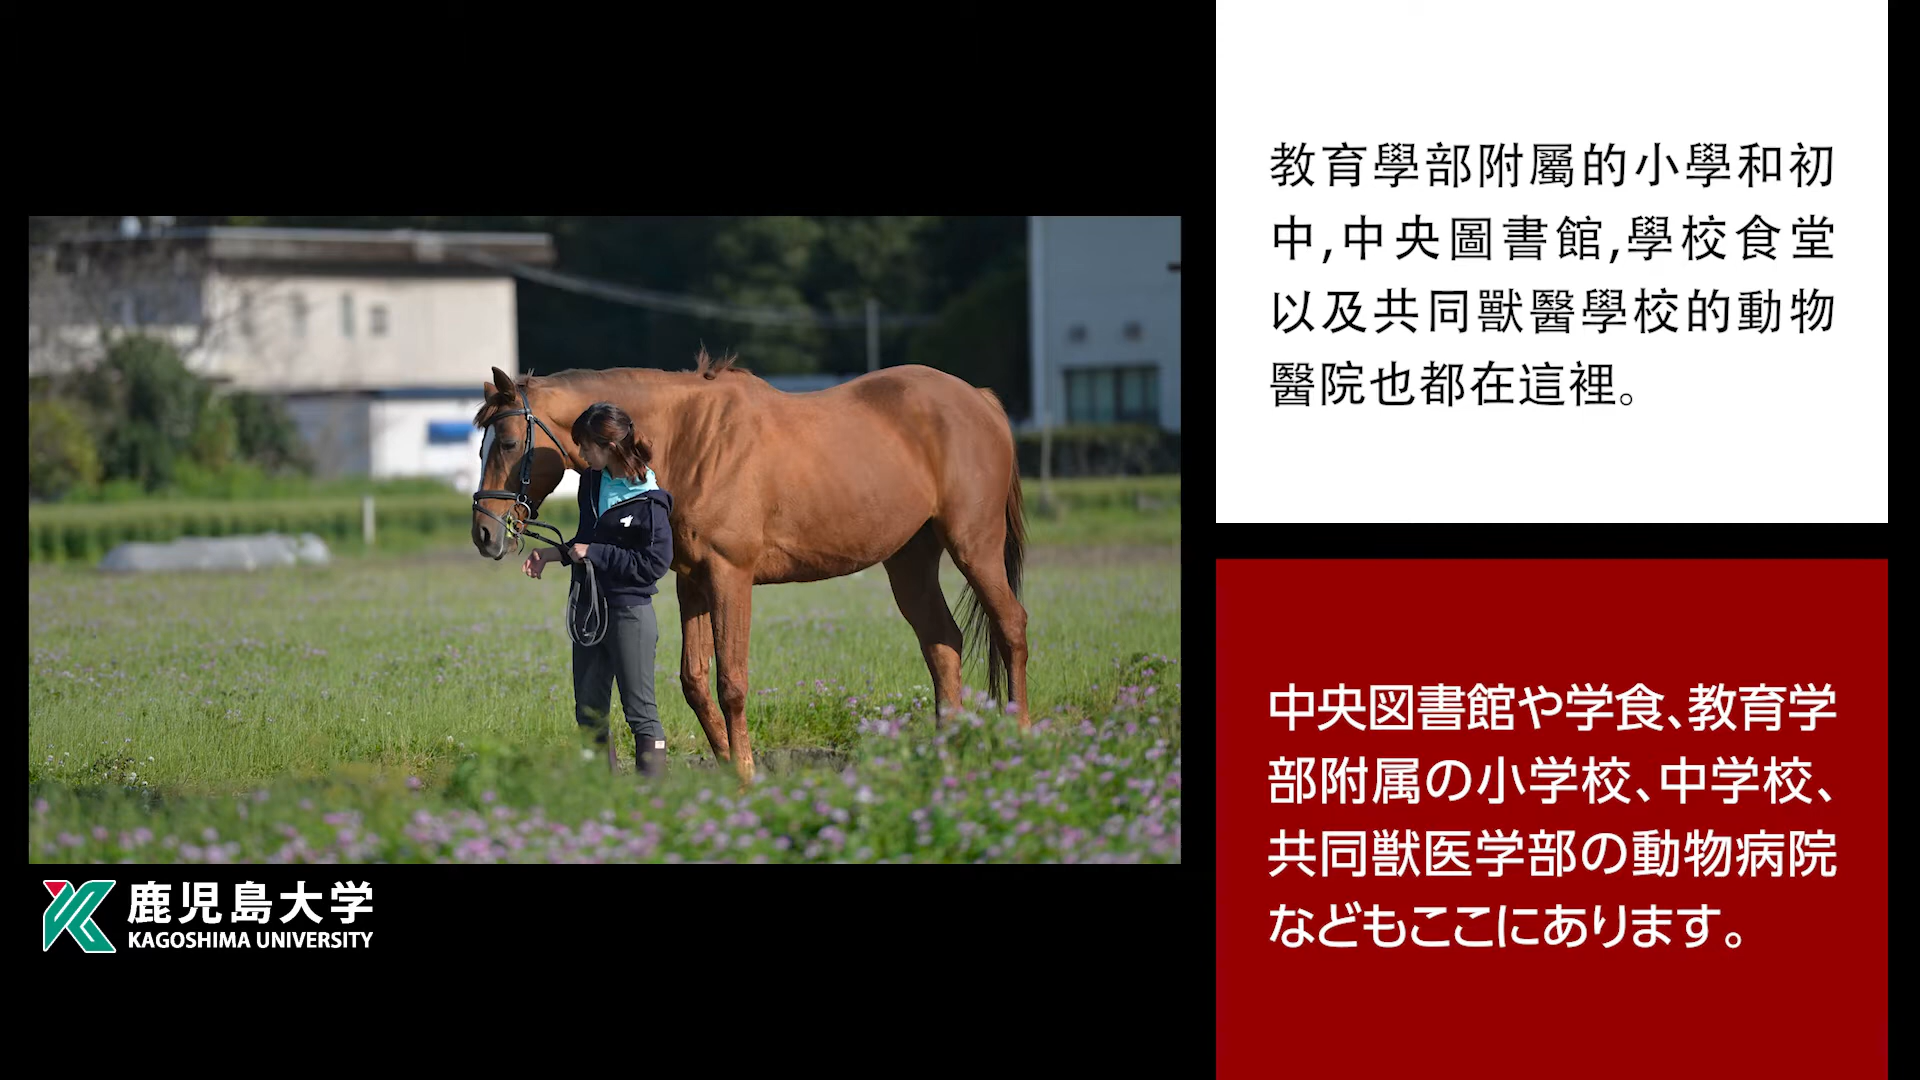 教育學部附屬的小學和初
中,中央圖書館,學校食堂
以及共同獸醫學校的動物
醫院也都在這裡。
中央図書館や学食、教育学
部附属の小学校、中学校、
共同獣医学部の動物病院
などもここにあります。
鹿児島大学
KAGOSHIMA UNIVERSITY